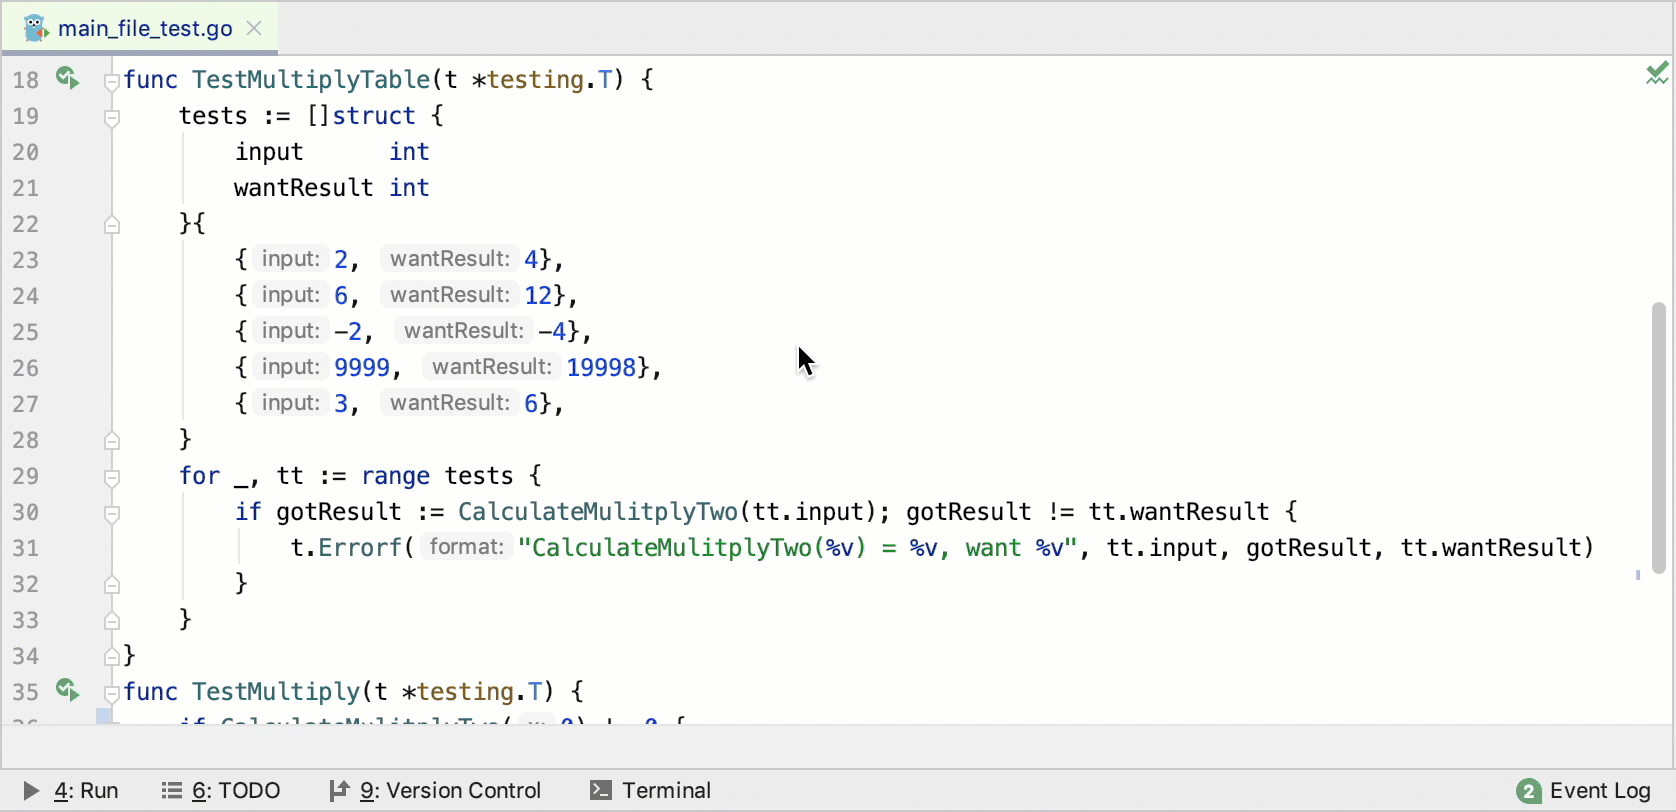 main_file_test.go
18 func TestMultiplyTable(t *testing.T) {
19 tests := []struct {
20 input int
21 wantResult int
22 }{
23 { input: 2, wantResult: 4},
24 { input: 6, wantResult: 12},
25 { input: -2, wantResult: -4},
26 { input: 9999, wantResult: 19998},
27 { input: 3, wantResult: 6},
28 }
29 for _, tt := range tests {
30 if gotResult := CalculateMulitplyTwo(tt.input); gotResult != tt.wantResult {
31 t.Errorf( format: "CalculateMulitplyTwo(%v) = %v, want %v", tt.input, gotResult, tt.wantResult)
32 }
33 }
34 }
35 func TestMultiply(t *testing.T) {
4: Run 6: TODO 9: Version Control Terminal 2 Event Log